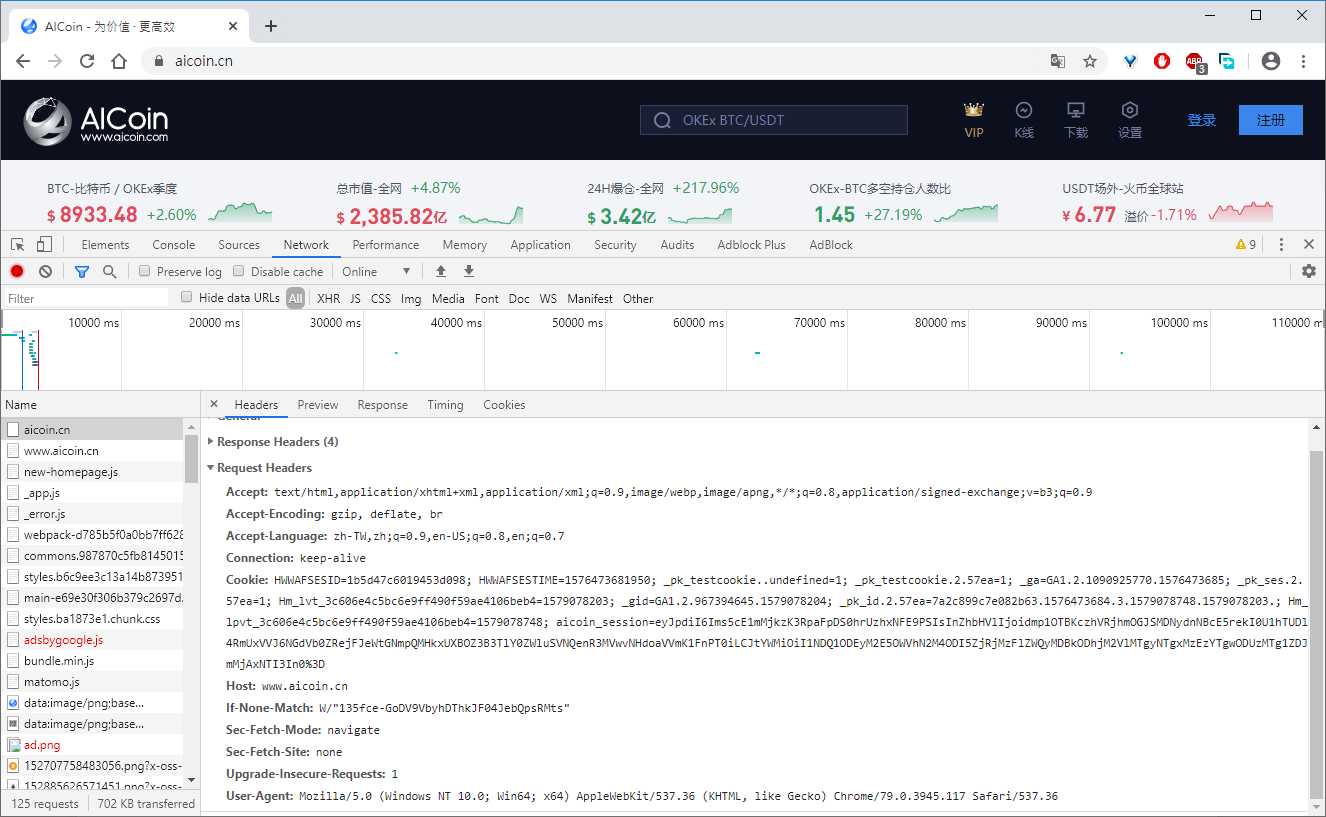 AICoin - 为价值 · 更高效
aicoin.cn
ABP 3
AICoin
www.aicoin.com
OKEx BTC/USDT
VIP
K线
下载
设置
登录
注册
BTC-比特币 / OKEx季度
$ 8933.48 +2.60%
总市值-全网 +4.87%
$ 2,385.82亿
24H爆仓-全网 +217.96%
$ 3.42亿
OKEx-BTC多空持仓人数比
1.45 +27.19%
USDT场外-火币全球站
¥ 6.77 溢价 -1.71%
Elements Console Sources Network Performance Memory Application Security Audits Adblock Plus AdBlock 9
Preserve log Disable cache Online
Filter Hide data URLs All XHR JS CSS Img Media Font Doc WS Manifest Other
10000 ms 20000 ms 30000 ms 40000 ms 50000 ms 60000 ms 70000 ms 80000 ms 90000 ms 100000 ms 110000 m
Name
aicoin.cn
www.aicoin.cn
new-homepage.js
_app.js
_error.js
webpack-d785b5f0a0bb7ff628
commons.987870c5fb8145015
styles.b6c9ee3c13a14b873951
main-e69e30f306b379c2697d.
styles.ba1873e1.chunk.css
adsbygoogle.js
bundle.min.js
matomo.js
data:image/png;base...
data:image/png;base...
ad.png
152707758483056.png?x-oss-
152885626571451.png?x-oss-
125 requests 702 KB transferred
Headers Preview Response Timing Cookies
General
Response Headers (4)
Request Headers
Accept: text/html,application/xhtml+xml,application/xml;q=0.9,image/webp,image/apng,*/*;q=0.8,application/signed-exchange;v=b3;q=0.9
Accept-Encoding: gzip, deflate, br
Accept-Language: zh-TW,zh;q=0.9,en-US;q=0.8,en;q=0.7
Connection: keep-alive
Cookie: HWWAFSESID=1b5d47c6019453d098; HWWAFSESTIME=1576473681950; _pk_testcookie..undefined=1; _pk_testcookie.2.57ea=1; _ga=GA1.2.1090925770.1576473685; _pk_ses.2.
57ea=1; Hm_lvt_3c606e4c5bc6e9ff490f59ae4106beb4=1579078203; _gid=GA1.2.967394645.1579078204; _pk_id.2.57ea=7a2c899c7e082b63.1576473684.3.1579078748.1579078203.; Hm_
lpvt_3c606e4c5bc6e9ff490f59ae4106beb4=1579078748; aicoin_session=eyJpdiI6Ims5cE1mMjkzK3RpaFpDS0hrUzhxNFE9PSIsInZhbHVlIjoidmp1OTBKczhVRjhmOGJSMDNydnNBcE5rekI0U1hTUDl
4RmUxVVJ6NGdVb0ZRejFJeWtGNmpQMHkxUXBOZ3B3TlY0ZWluSVNQenR3MVwvNHdoaVVmK1FnPT0iLCJtYWMiOiI1NDQ1ODEyM2E5OWVhN2M4ODI5ZjRjMzFlZWQyMDBkODhjM2VlMTgyNTgxMzEzYTgwODUzMTg1ZDJ
mMjAxNTI3In0%3D
Host: www.aicoin.cn
If-None-Match: W/"135fce-GoDV9VbyhDThkJF04JebQpsRMts"
Sec-Fetch-Mode: navigate
Sec-Fetch-Site: none
Upgrade-Insecure-Requests: 1
User-Agent: Mozilla/5.0 (Windows NT 10.0; Win64; x64) AppleWebKit/537.36 (KHTML, like Gecko) Chrome/79.0.3945.117 Safari/537.36